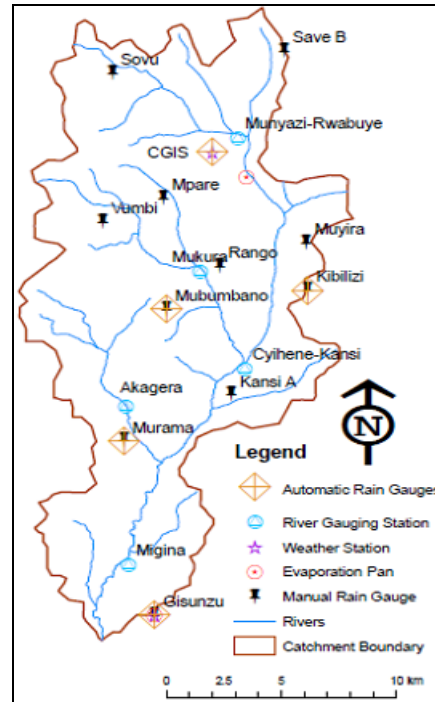 Save B
Sovu
Munyazi-Rwabuye
CGIS
Mpare
Vumbi
Muyira
Rango
Mukura
Kibilizi
Mubumbano
Cyihene-Kansi
Akagera
Kansi A
Murama
N
Legend
Automatic Rain Gauges
River Gauging Station
Weather Station
Migina
Evaporation Pan
Gisunzu
Manual Rain Gauge
Rivers
Catchment Boundary
0 2.5 5 10 km